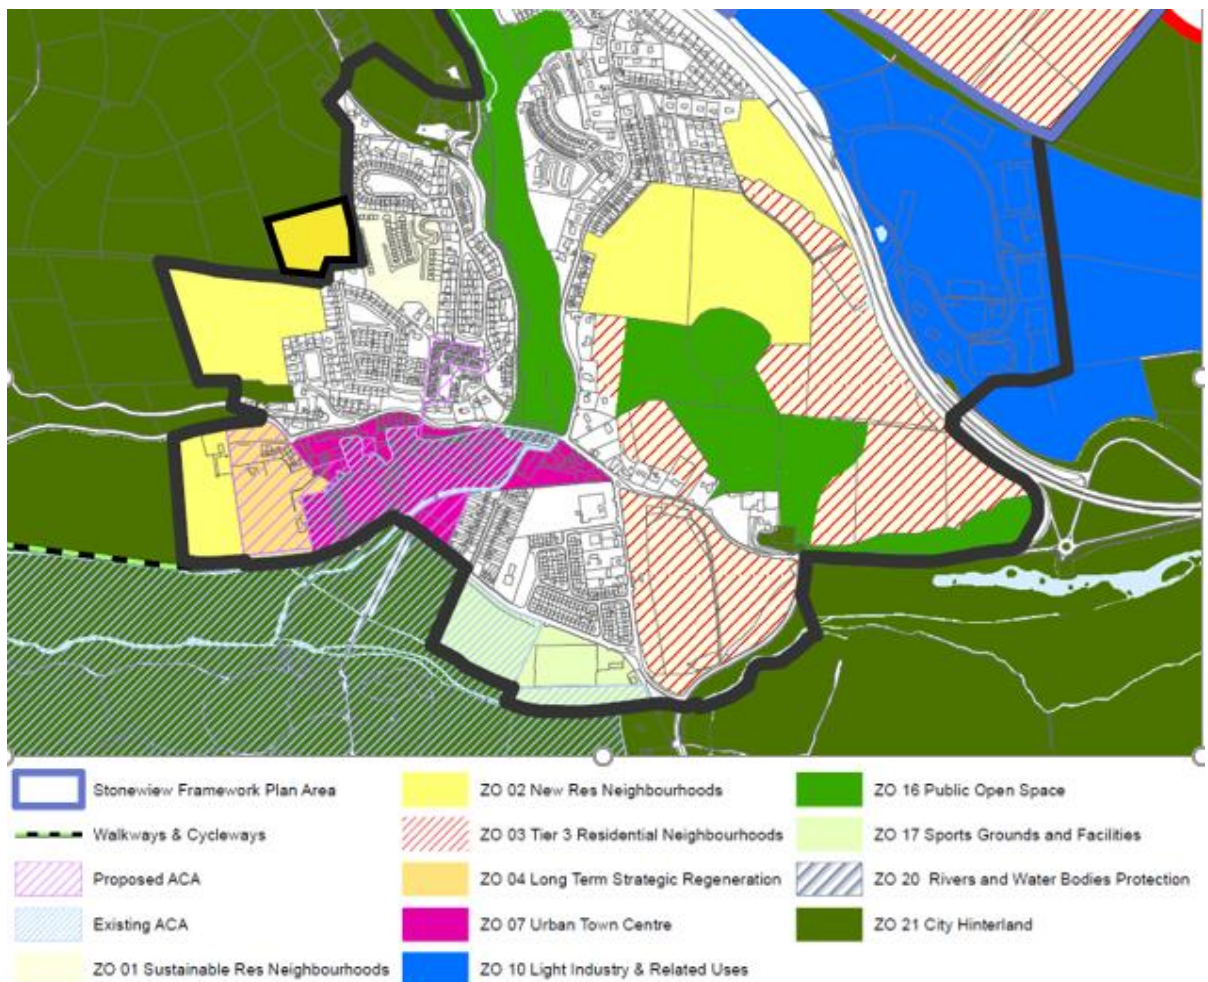 Stonewiew Framework Plan Area
Walkways & Cycleways
Proposed ACA
Existing ACA
ZO 01 Sustainable Res Neighbourhoods
ZO 02 New Res Neighbourhoods
ZO 03 Tier 3 Residential Neighbourhoods
ZO 04 Long Term Strategic Regeneration
ZO 07 Urban Town Centre
ZO 10 Light Industry & Related Uses
ZO 16 Public Open Space
ZO 17 Sports Grounds and Facilities
ZO 20 Rivers and Water Bodies Protection
ZO 21 City Hinterland